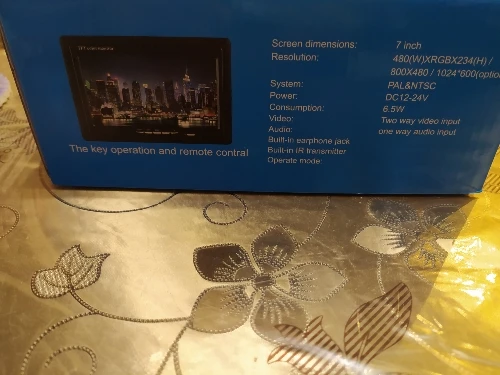 The key operation and remote contral
Screen dimensions: 7 inch
Resolution: 480(W)XRGBX234(H) /
800X480 / 1024*600(optio
System: PAL&NTSC
Power: DC12-24V
Consumption: 6.5W
Video: Two way video input
Audio: one way audio input
Built-in earphone jack
Built-in IR transmitter
Operate mode: